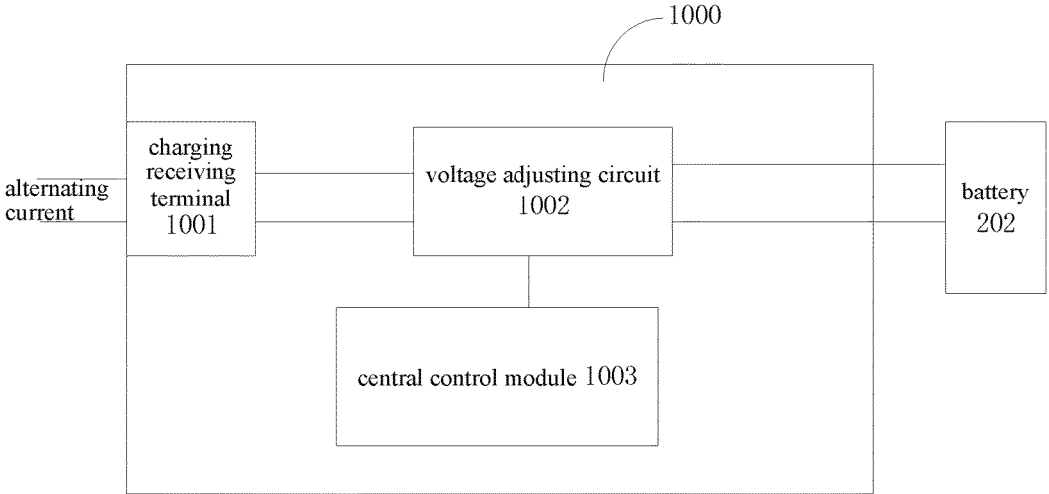 1000
alternating
current
charging
receiving
terminal
1001
voltage adjusting circuit
1002
battery
202
central control module 1003